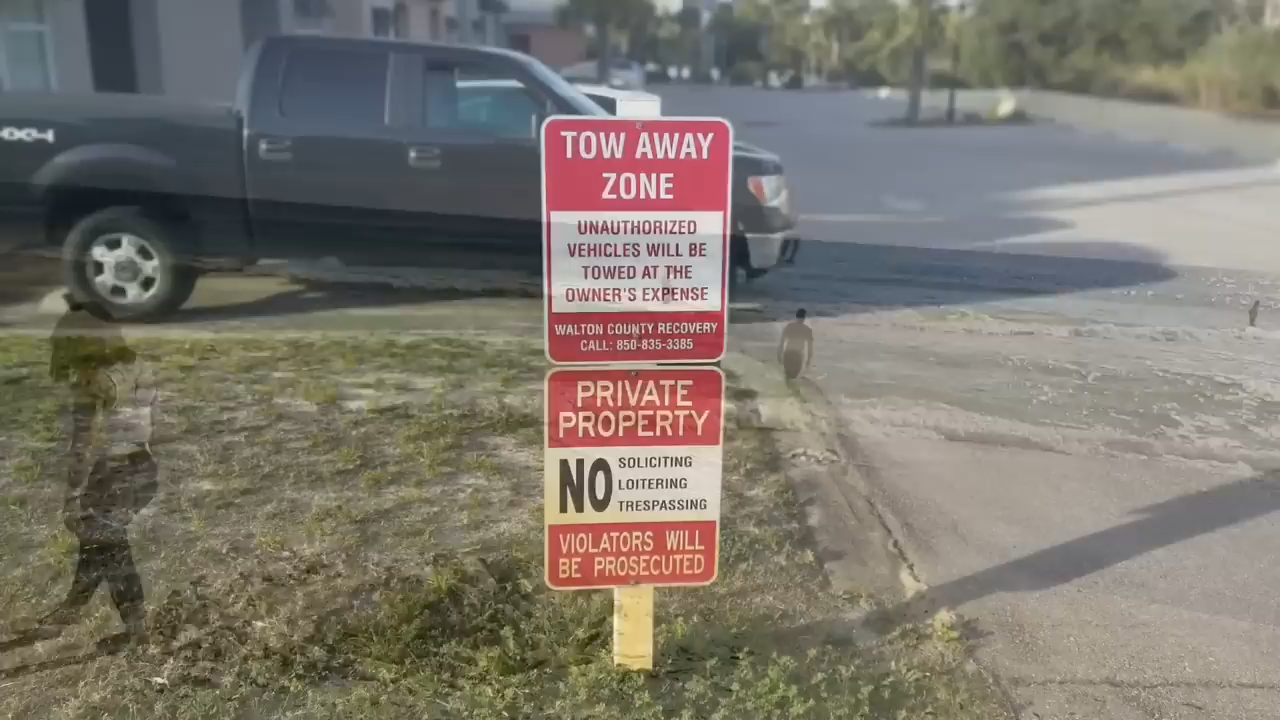 4X4
TOW AWAY
ZONE
UNAUTHORIZED
VEHICLES WILL BE
TOWED AT THE
OWNER'S EXPENSE
WALTON COUNTY RECOVERY
CALL: 850-835-3385
PRIVATE
PROPERTY
NO
SOLICITING
LOITERING
TRESPASSING
VIOLATORS WILL
BE PROSECUTED